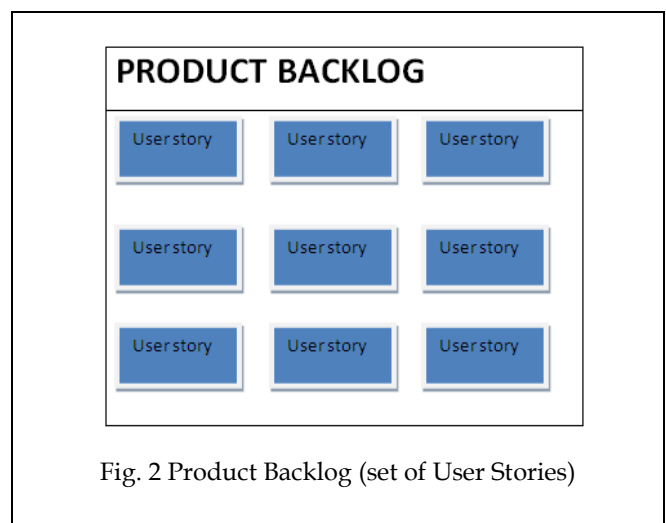 PRODUCT BACKLOG
User story User story User story
User story User story User story
User story User story User story
Fig. 2 Product Backlog (set of User Stories)